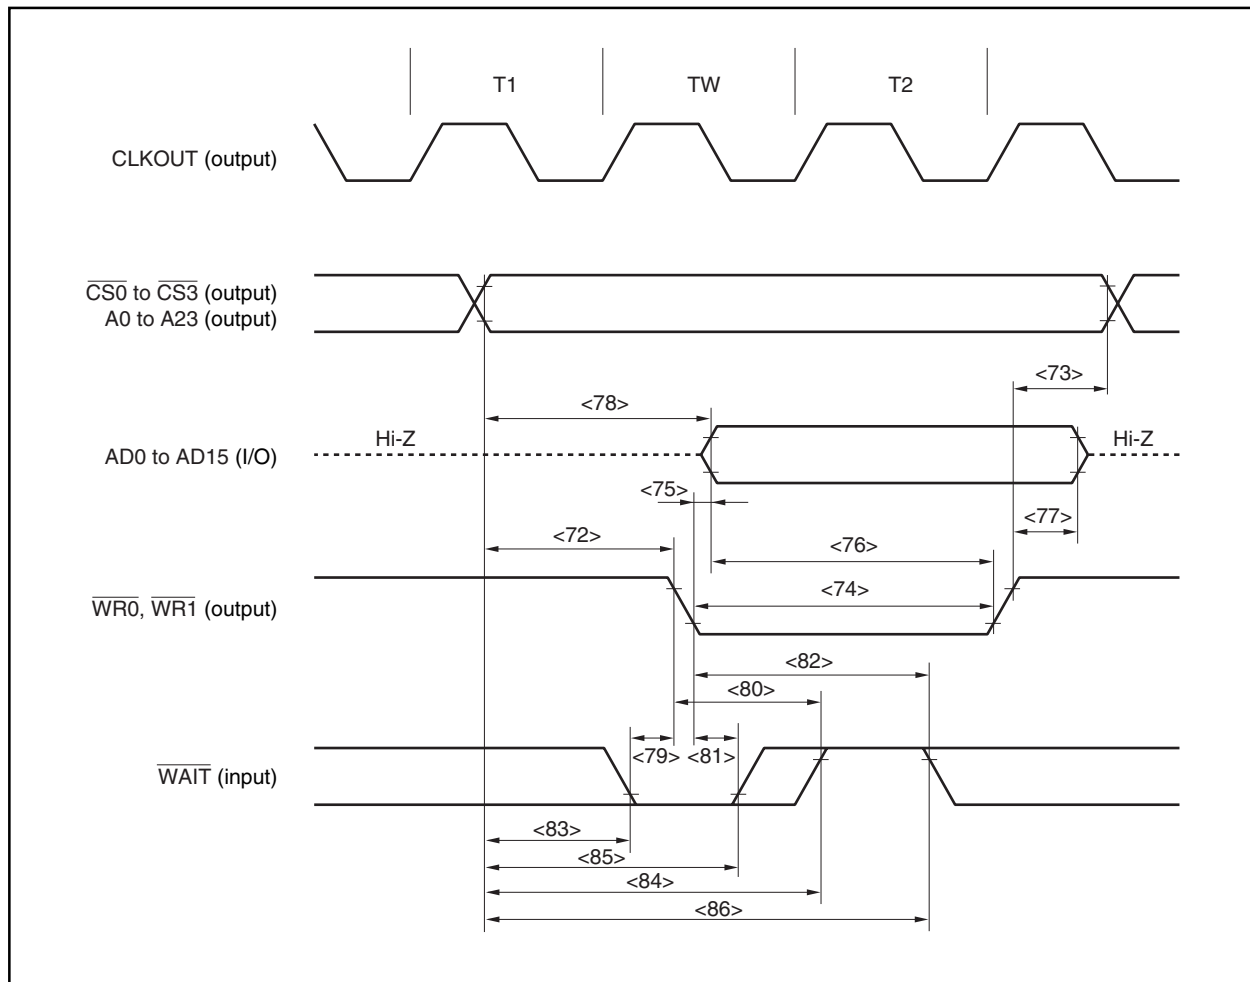 T1 TW T2
CLKOUT (output)
CS0 to CS3 (output)
A0 to A23 (output)
<73>
<78>
Hi-Z Hi-Z
AD0 to AD15 (I/O)
<75>
<77>
<72>
<76>
<74>
WR0, WR1 (output)
<82>
<80>
<79> <81>
WAIT (input)
<83>
<85>
<84>
<86>